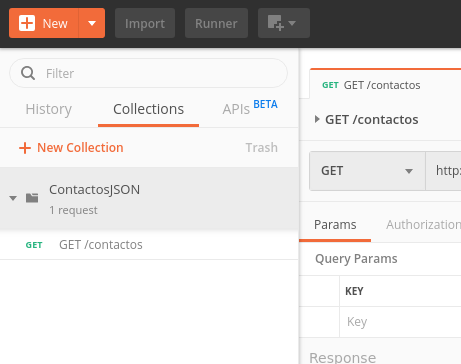 New Import Runner
Filter
History Collections APIs BETA
+ New Collection Trash
ContactosJSON
1 request
GET GET /contactos
GET GET /contactos
GET /contactos
GET http:
Params Authorization
Query Params
KEY
Key
Response